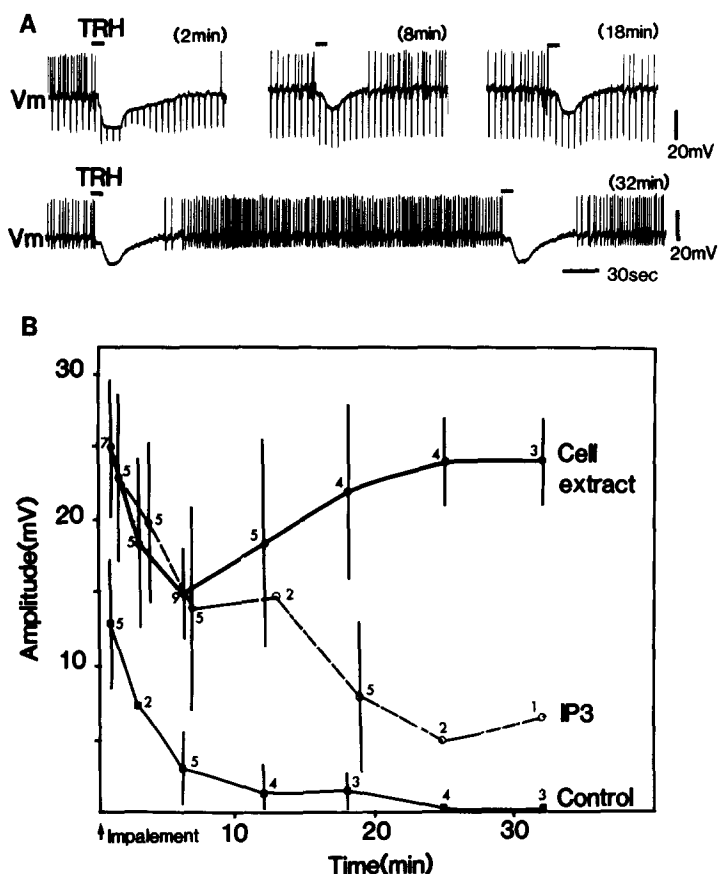 A
TRH (2min) (8min) (18min)
Vm
20mV
TRH (32min)
Vm
20mV
30sec
B
30
20
10
Amplitude(mV)
7
5
5
5
9
5
5
4
4
3
Cell
extract
2
5
2
1
IP3
5
2
5
4
3
4
3
Control
Impalement
10
20
30
Time(min)